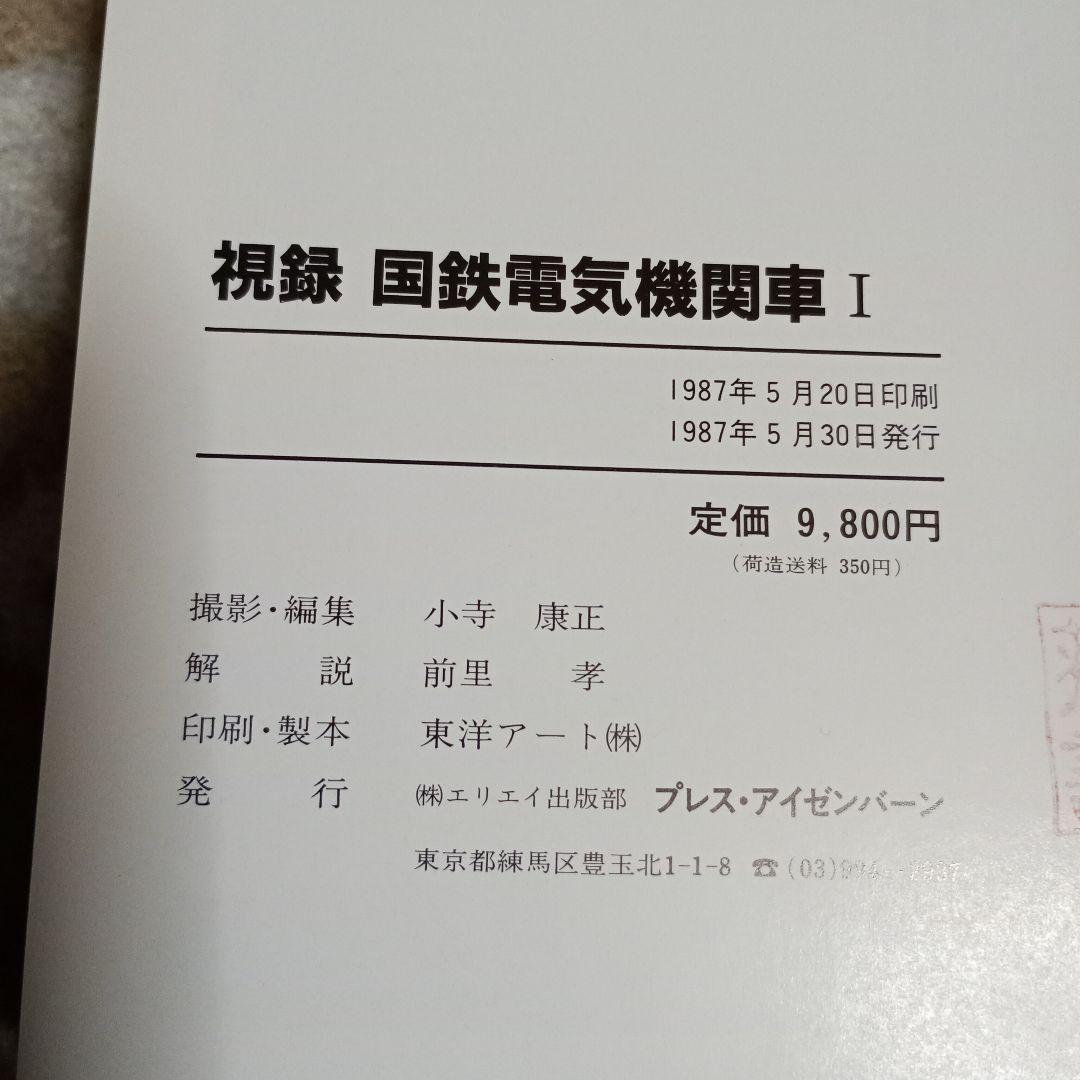 視録 国鉄電気機関車 I
1987年5月20日印刷
1987年5月30日発行
定価 9,800円
(荷造送料 350円)
撮影・編集 小寺 康正
解 説 前里 孝
印刷・製本 東洋アート㈱
発 行 ㈱エリエイ出版部 プレス・アイゼンバーン
東京都練馬区豊玉北1-1-8 ☎(03)